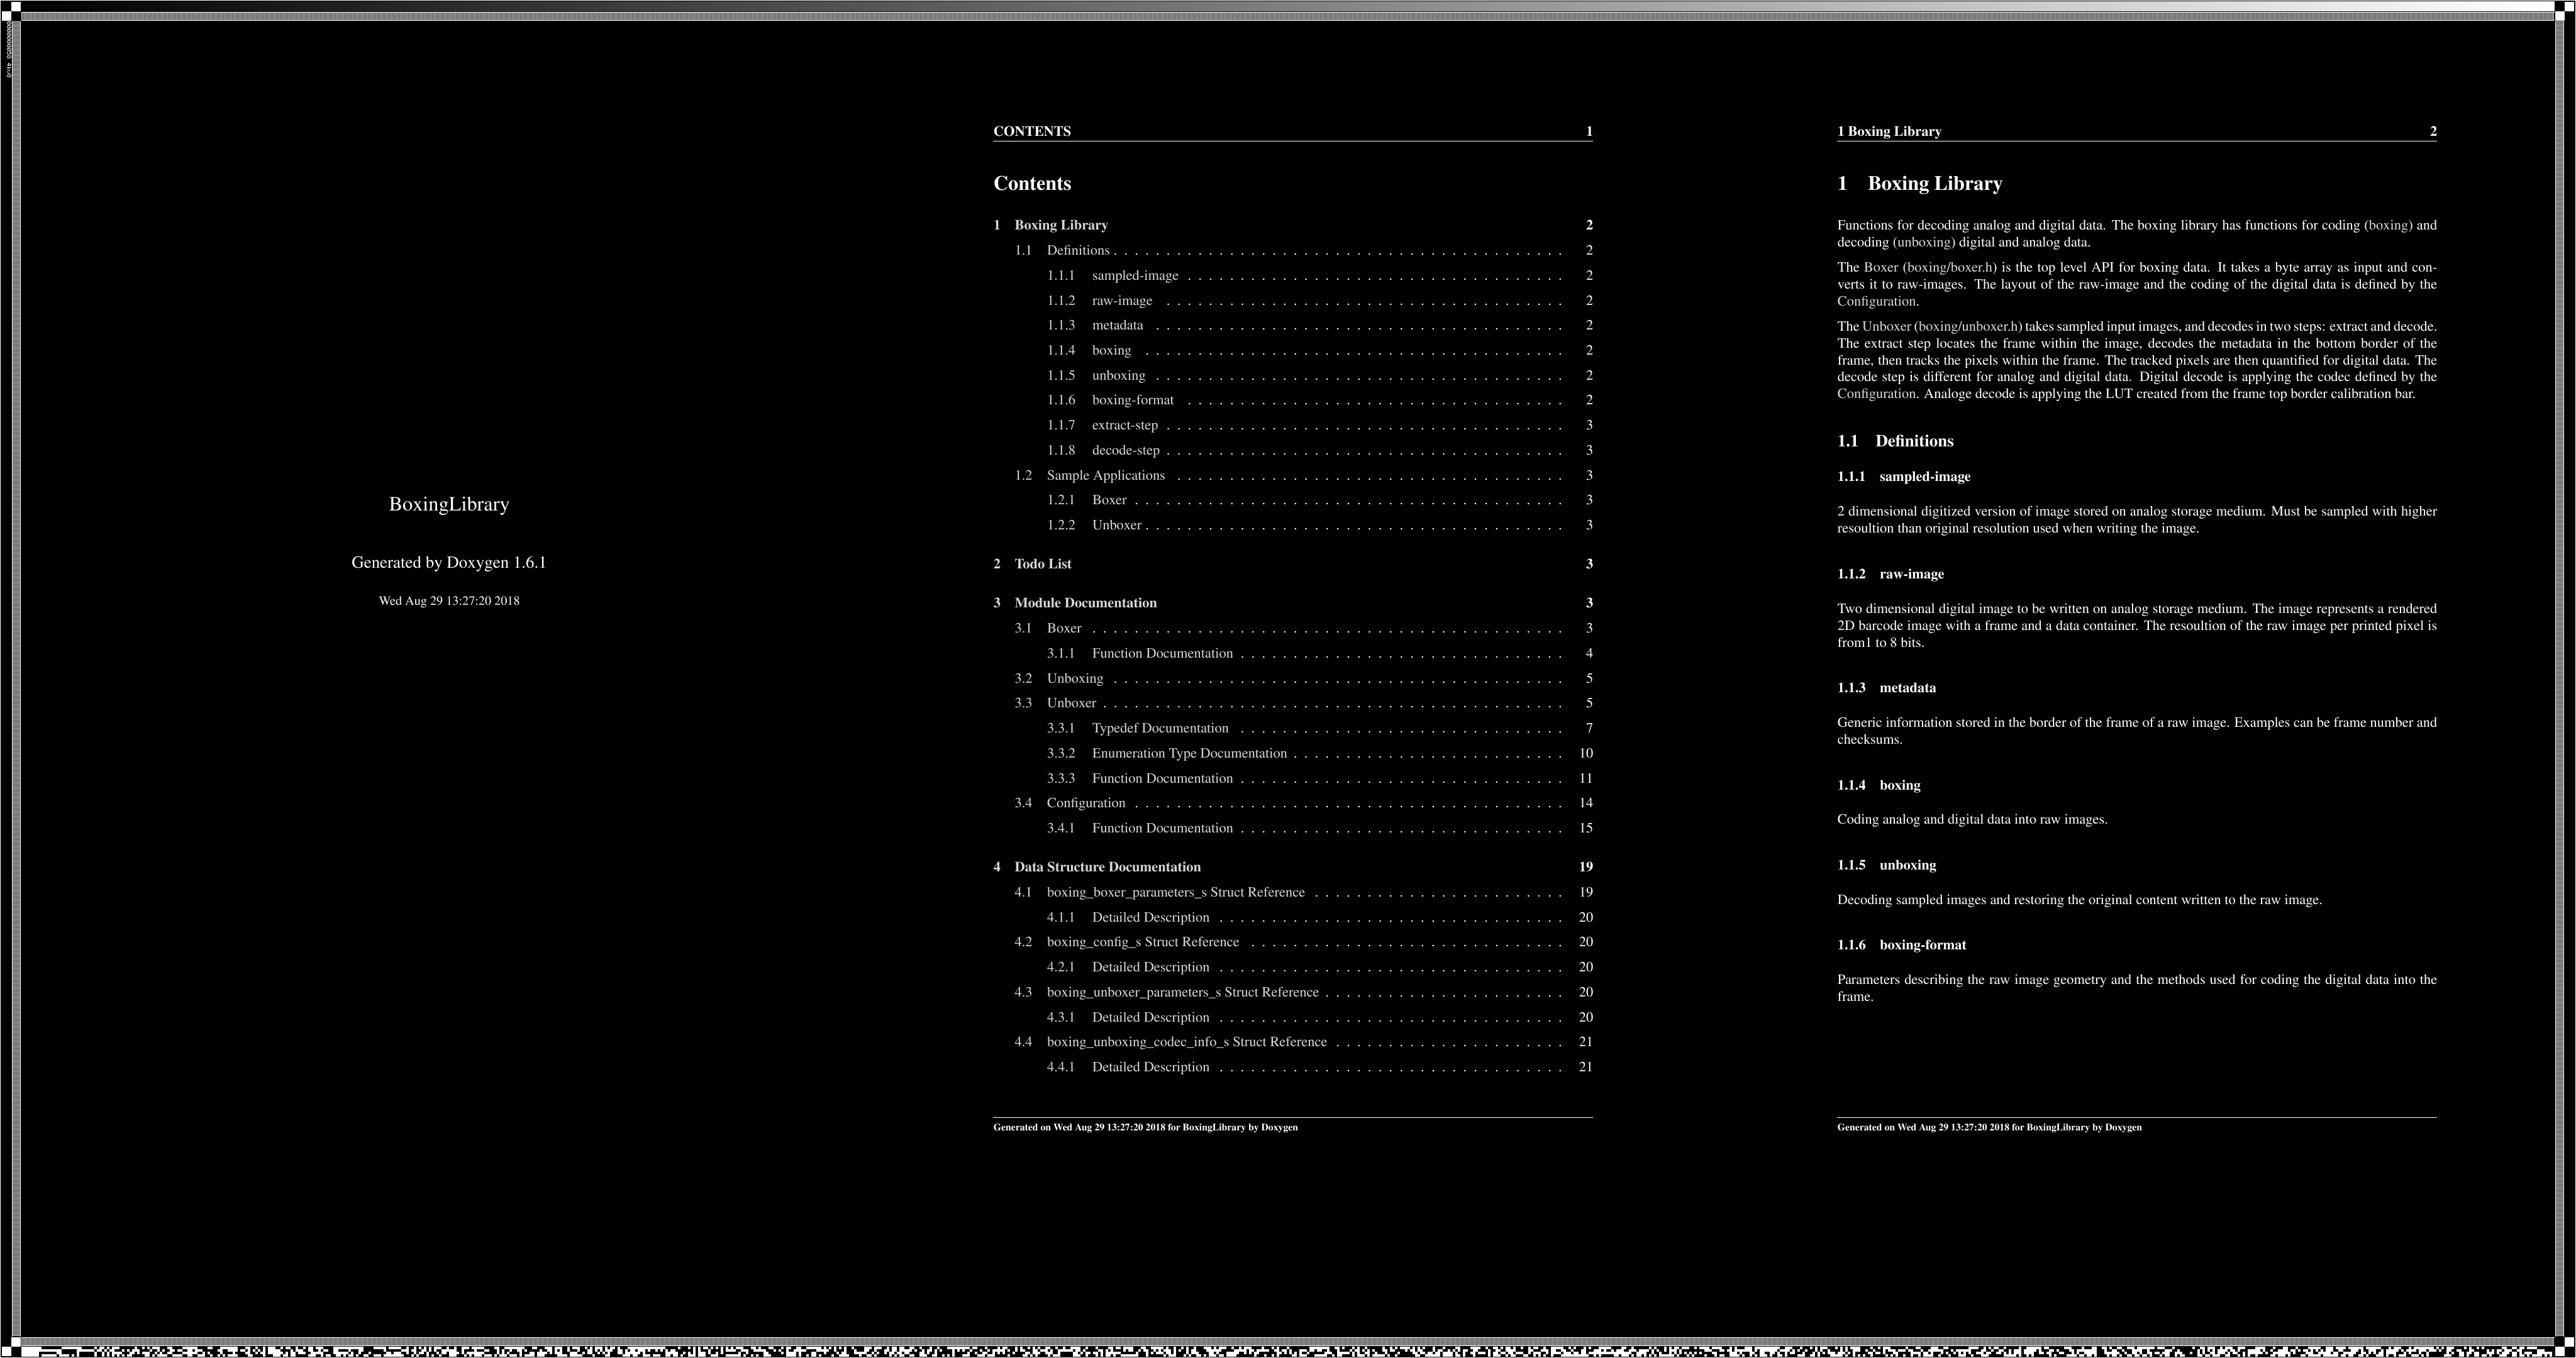 BoxingLibrary
Generated by Doxygen 1.6.1
Wed Aug 29 13:27:20 2018
CONTENTS 1
Contents
1 Boxing Library 2
1.1 Definitions . . . . . . . . . . 2
1.1.1 sampled-image . . . . . . . . . . 2
1.1.2 raw-image . . . . . . . . . . 2
1.1.3 metadata . . . . . . . . . . 2
1.1.4 boxing . . . . . . . . . . 2
1.1.5 unboxing . . . . . . . . . . 2
1.1.6 boxing-format . . . . . . . . . . 2
1.1.7 extract-step . . . . . . . . . . 3
1.1.8 decode-step . . . . . . . . . . 3
1.2 Sample Applications . . . . . . . . . . 3
1.2.1 Boxer . . . . . . . . . . 3
1.2.2 Unboxer . . . . . . . . . . 3
2 Todo List 3
3 Module Documentation 3
3.1 Boxer . . . . . . . . . . 3
3.1.1 Function Documentation . . . . . . . . . . 4
3.2 Unboxing . . . . . . . . . . 5
3.3 Unboxer . . . . . . . . . . 5
3.3.1 Typedef Documentation . . . . . . . . . . 7
3.3.2 Enumeration Type Documentation . . . . . . . . . . 10
3.3.3 Function Documentation . . . . . . . . . . 11
3.4 Configuration . . . . . . . . . . 14
3.4.1 Function Documentation . . . . . . . . . . 15
4 Data Structure Documentation 19
4.1 boxing_boxer_parameters_s Struct Reference . . . . . . . . . . 19
4.1.1 Detailed Description . . . . . . . . . . 20
4.2 boxing_config_s Struct Reference . . . . . . . . . . 20
4.2.1 Detailed Description . . . . . . . . . . 20
4.3 boxing_unboxer_parameters_s Struct Reference . . . . . . . . . . 20
4.3.1 Detailed Description . . . . . . . . . . 20
4.4 boxing_unboxing_codec_info_s Struct Reference . . . . . . . . . . 21
4.4.1 Detailed Description . . . . . . . . . . 21
Generated on Wed Aug 29 13:27:20 2018 for BoxingLibrary by Doxygen
1 Boxing Library 2
1 Boxing Library
Functions for decoding analog and digital data. The boxing library has functions for coding (boxing) and
decoding (unboxing) digital and analog data.
The Boxer (boxing/boxer.h) is the top level API for boxing data. It takes a byte array as input and con-
verts it to raw-images. The layout of the raw-image and the coding of the digital data is defined by the
Configuration.
The Unboxer (boxing/unboxer.h) takes sampled input images, and decodes in two steps: extract and decode.
The extract step locates the frame within the image, decodes the metadata in the bottom border of the
frame, then tracks the pixels within the frame. The tracked pixels are then quantified for digital data. The
decode step is different for analog and digital data. Digital decode is applying the codec defined by the
Configuration. Analoge decode is applying the LUT created from the frame top border calibration bar.
1.1 Definitions
1.1.1 sampled-image
2 dimensional digitized version of image stored on analog storage medium. Must be sampled with higher
resoultion than original resolution used when writing the image.
1.1.2 raw-image
Two dimensional digital image to be written on analog storage medium. The image represents a rendered
2D barcode image with a frame and a data container. The resoultion of the raw image per printed pixel is
from1 to 8 bits.
1.1.3 metadata
Generic information stored in the border of the frame of a raw image. Examples can be frame number and
checksums.
1.1.4 boxing
Coding analog and digital data into raw images.
1.1.5 unboxing
Decoding sampled images and restoring the original content written to the raw image.
1.1.6 boxing-format
Parameters describing the raw image geometry and the methods used for coding the digital data into the
frame.
Generated on Wed Aug 29 13:27:20 2018 for BoxingLibrary by Doxygen